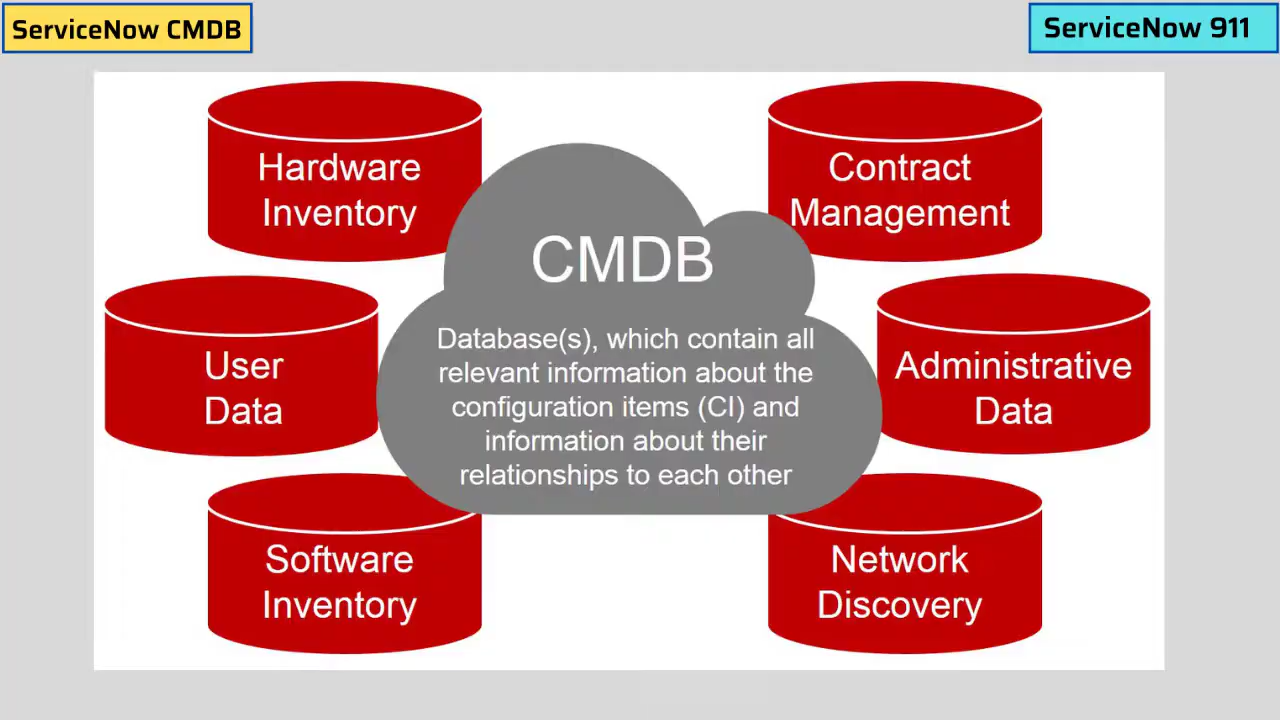 ServiceNow CMDB
ServiceNow 911
Hardware
Inventory
Contract
Management
CMDB
Database(s), which contain all
relevant information about the
configuration items (CI) and
information about their
relationships to each other
User
Data
Administrative
Data
Software
Inventory
Network
Discovery